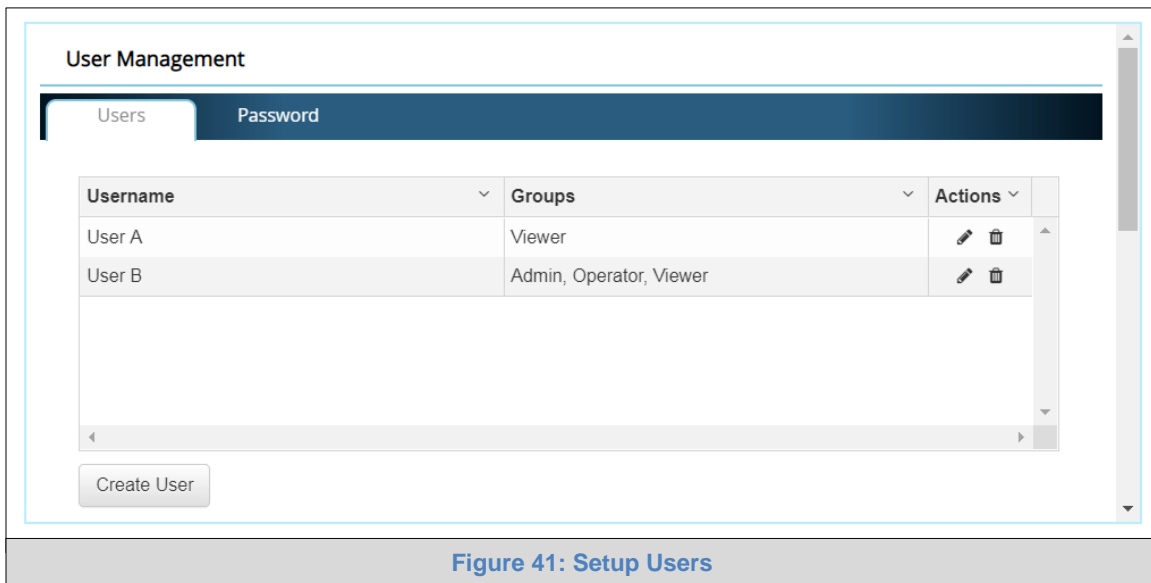 User Management
Users Password
Username Groups Actions
User A Viewer
User B Admin, Operator, Viewer
Create User
Figure 41: Setup Users